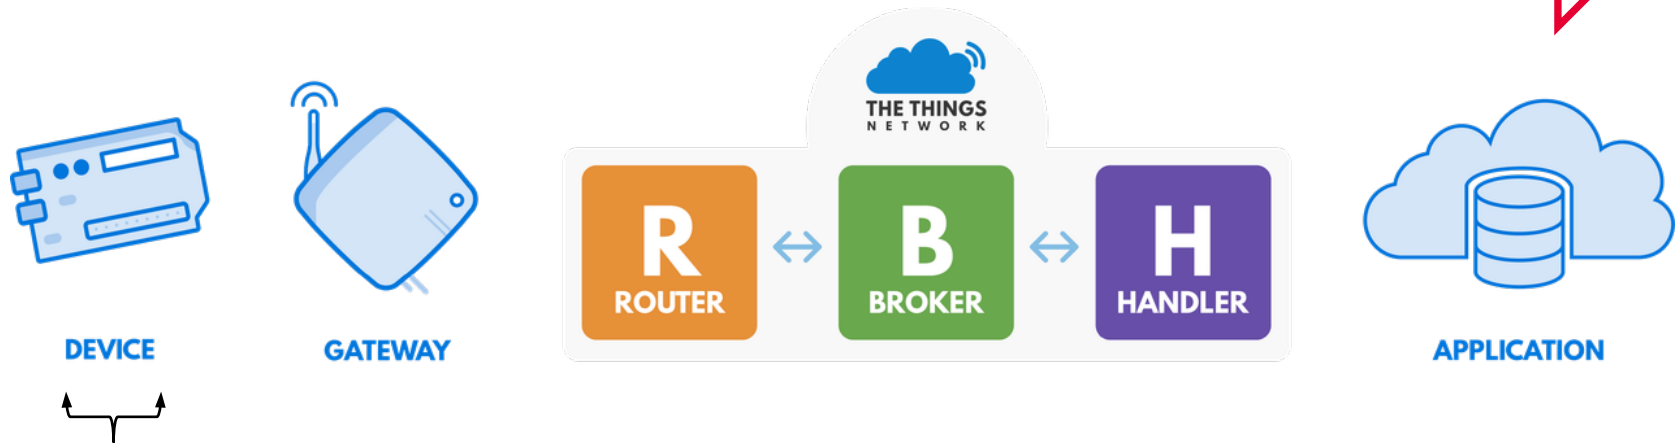 THE THINGS
NETWORK
R
ROUTER
B
BROKER
H
HANDLER
DEVICE
GATEWAY
APPLICATION